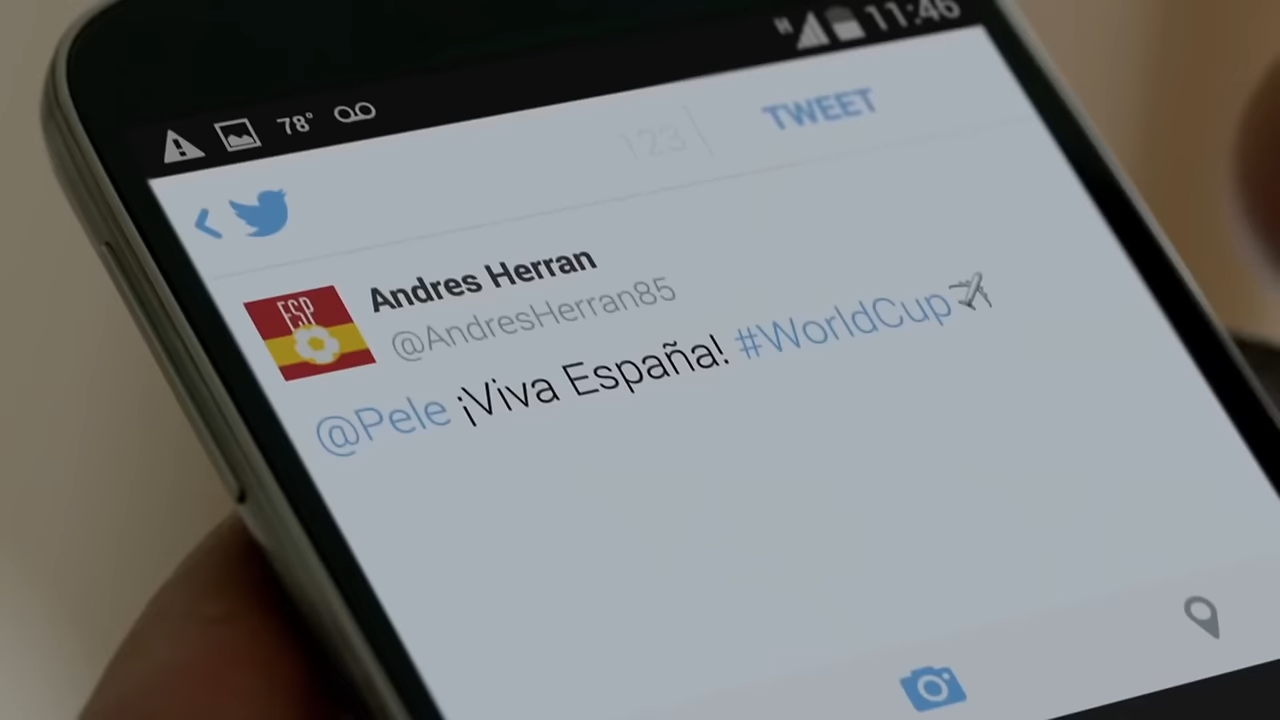 11:46
78°
123
TWEET
ESP
Andres Herran
@AndresHerran85
@Pele ¡Viva España! #WorldCup